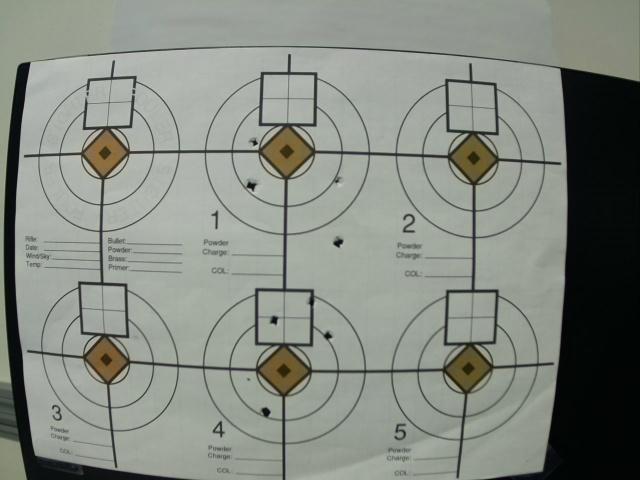 1
2
Rifle:
Date:
Wind/Sky:
Temp:
Bullet:
Powder:
Brass:
Primer:
Powder
Charge:
COL:
Powder
Charge:
COL:
3
Powder
Charge:
COL:
4
Powder
Charge:
COL:
5
Powder
Charge:
COL: